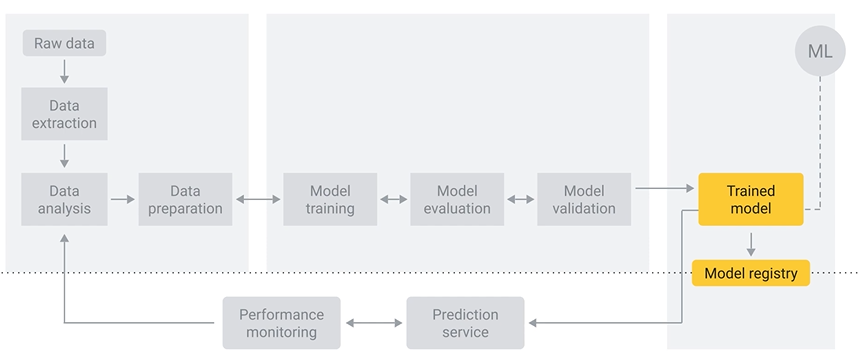 Raw data
ML
Data
extraction
Data
analysis
Data
preparation
Model
training
Model
evaluation
Model
validation
Trained
model
Model registry
Performance
monitoring
Prediction
service